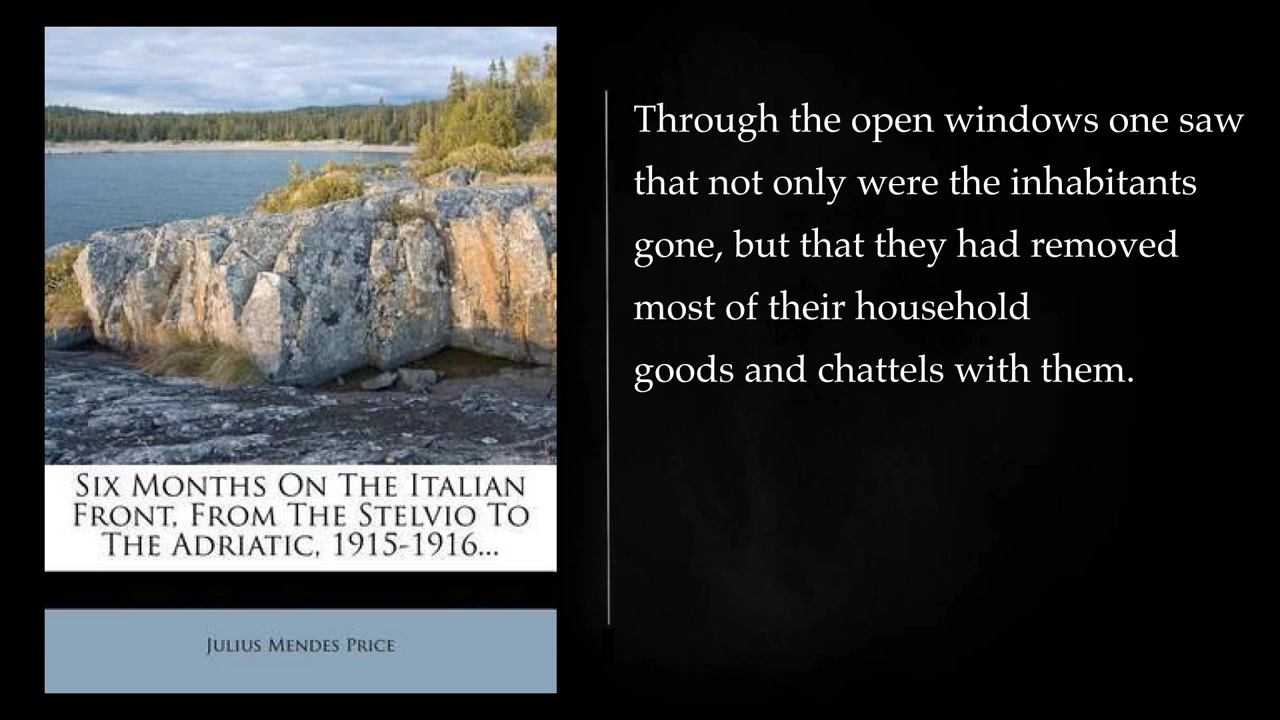 Through the open windows one saw
that not only were the inhabitants
gone, but that they had removed
most of their household
goods and chattels with them.
Six Months On The Italian
Front, From The Stelvio To
The Adriatic, 1915-1916...
Julius Mendes Price